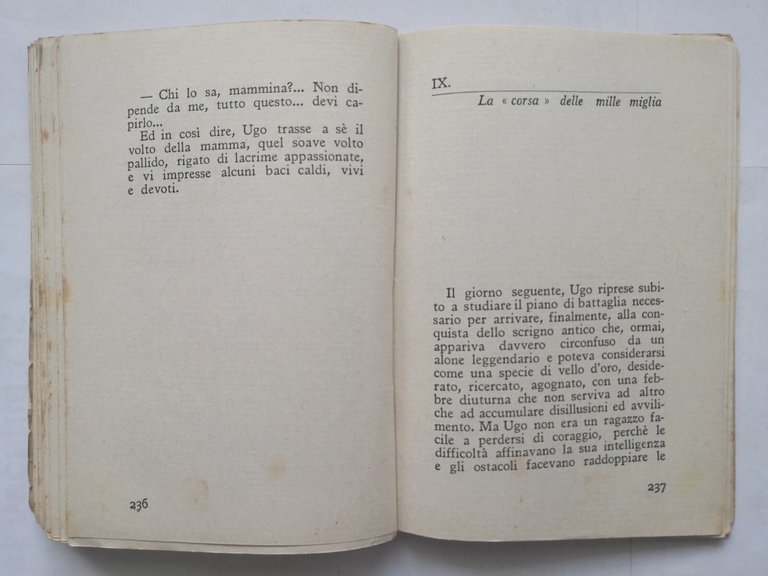 — Chi lo sa, mammina?... Non di-
pende da me, tutto questo... devi ca-
pirlo...
Ed in così dire, Ugo trasse a sè il
volto della mamma, quel soave volto
pallido, rigato di lacrime appassionate,
e vi impresse alcuni baci caldi, vivi
e devoti.
236
IX.
La « corsa » delle mille miglia
Il giorno seguente, Ugo riprese subi-
to a studiare il piano di battaglia neces-
sario per arrivare, finalmente, alla con-
quista dello scrigno antico che, ormai,
appariva davvero circonfuso da un
alone leggendario e poteva considerarsi
come una specie di vello d'oro, deside-
rato, ricercato, agognato, con una feb-
bre diuturna che non serviva ad altro
che ad accumulare disillusioni ed avvili-
mento. Ma Ugo non era un ragazzo fa-
cile a perdersi di coraggio, perchè le
difficoltà affinavano la sua intelligenza
e gli ostacoli facevano raddoppiare le
237